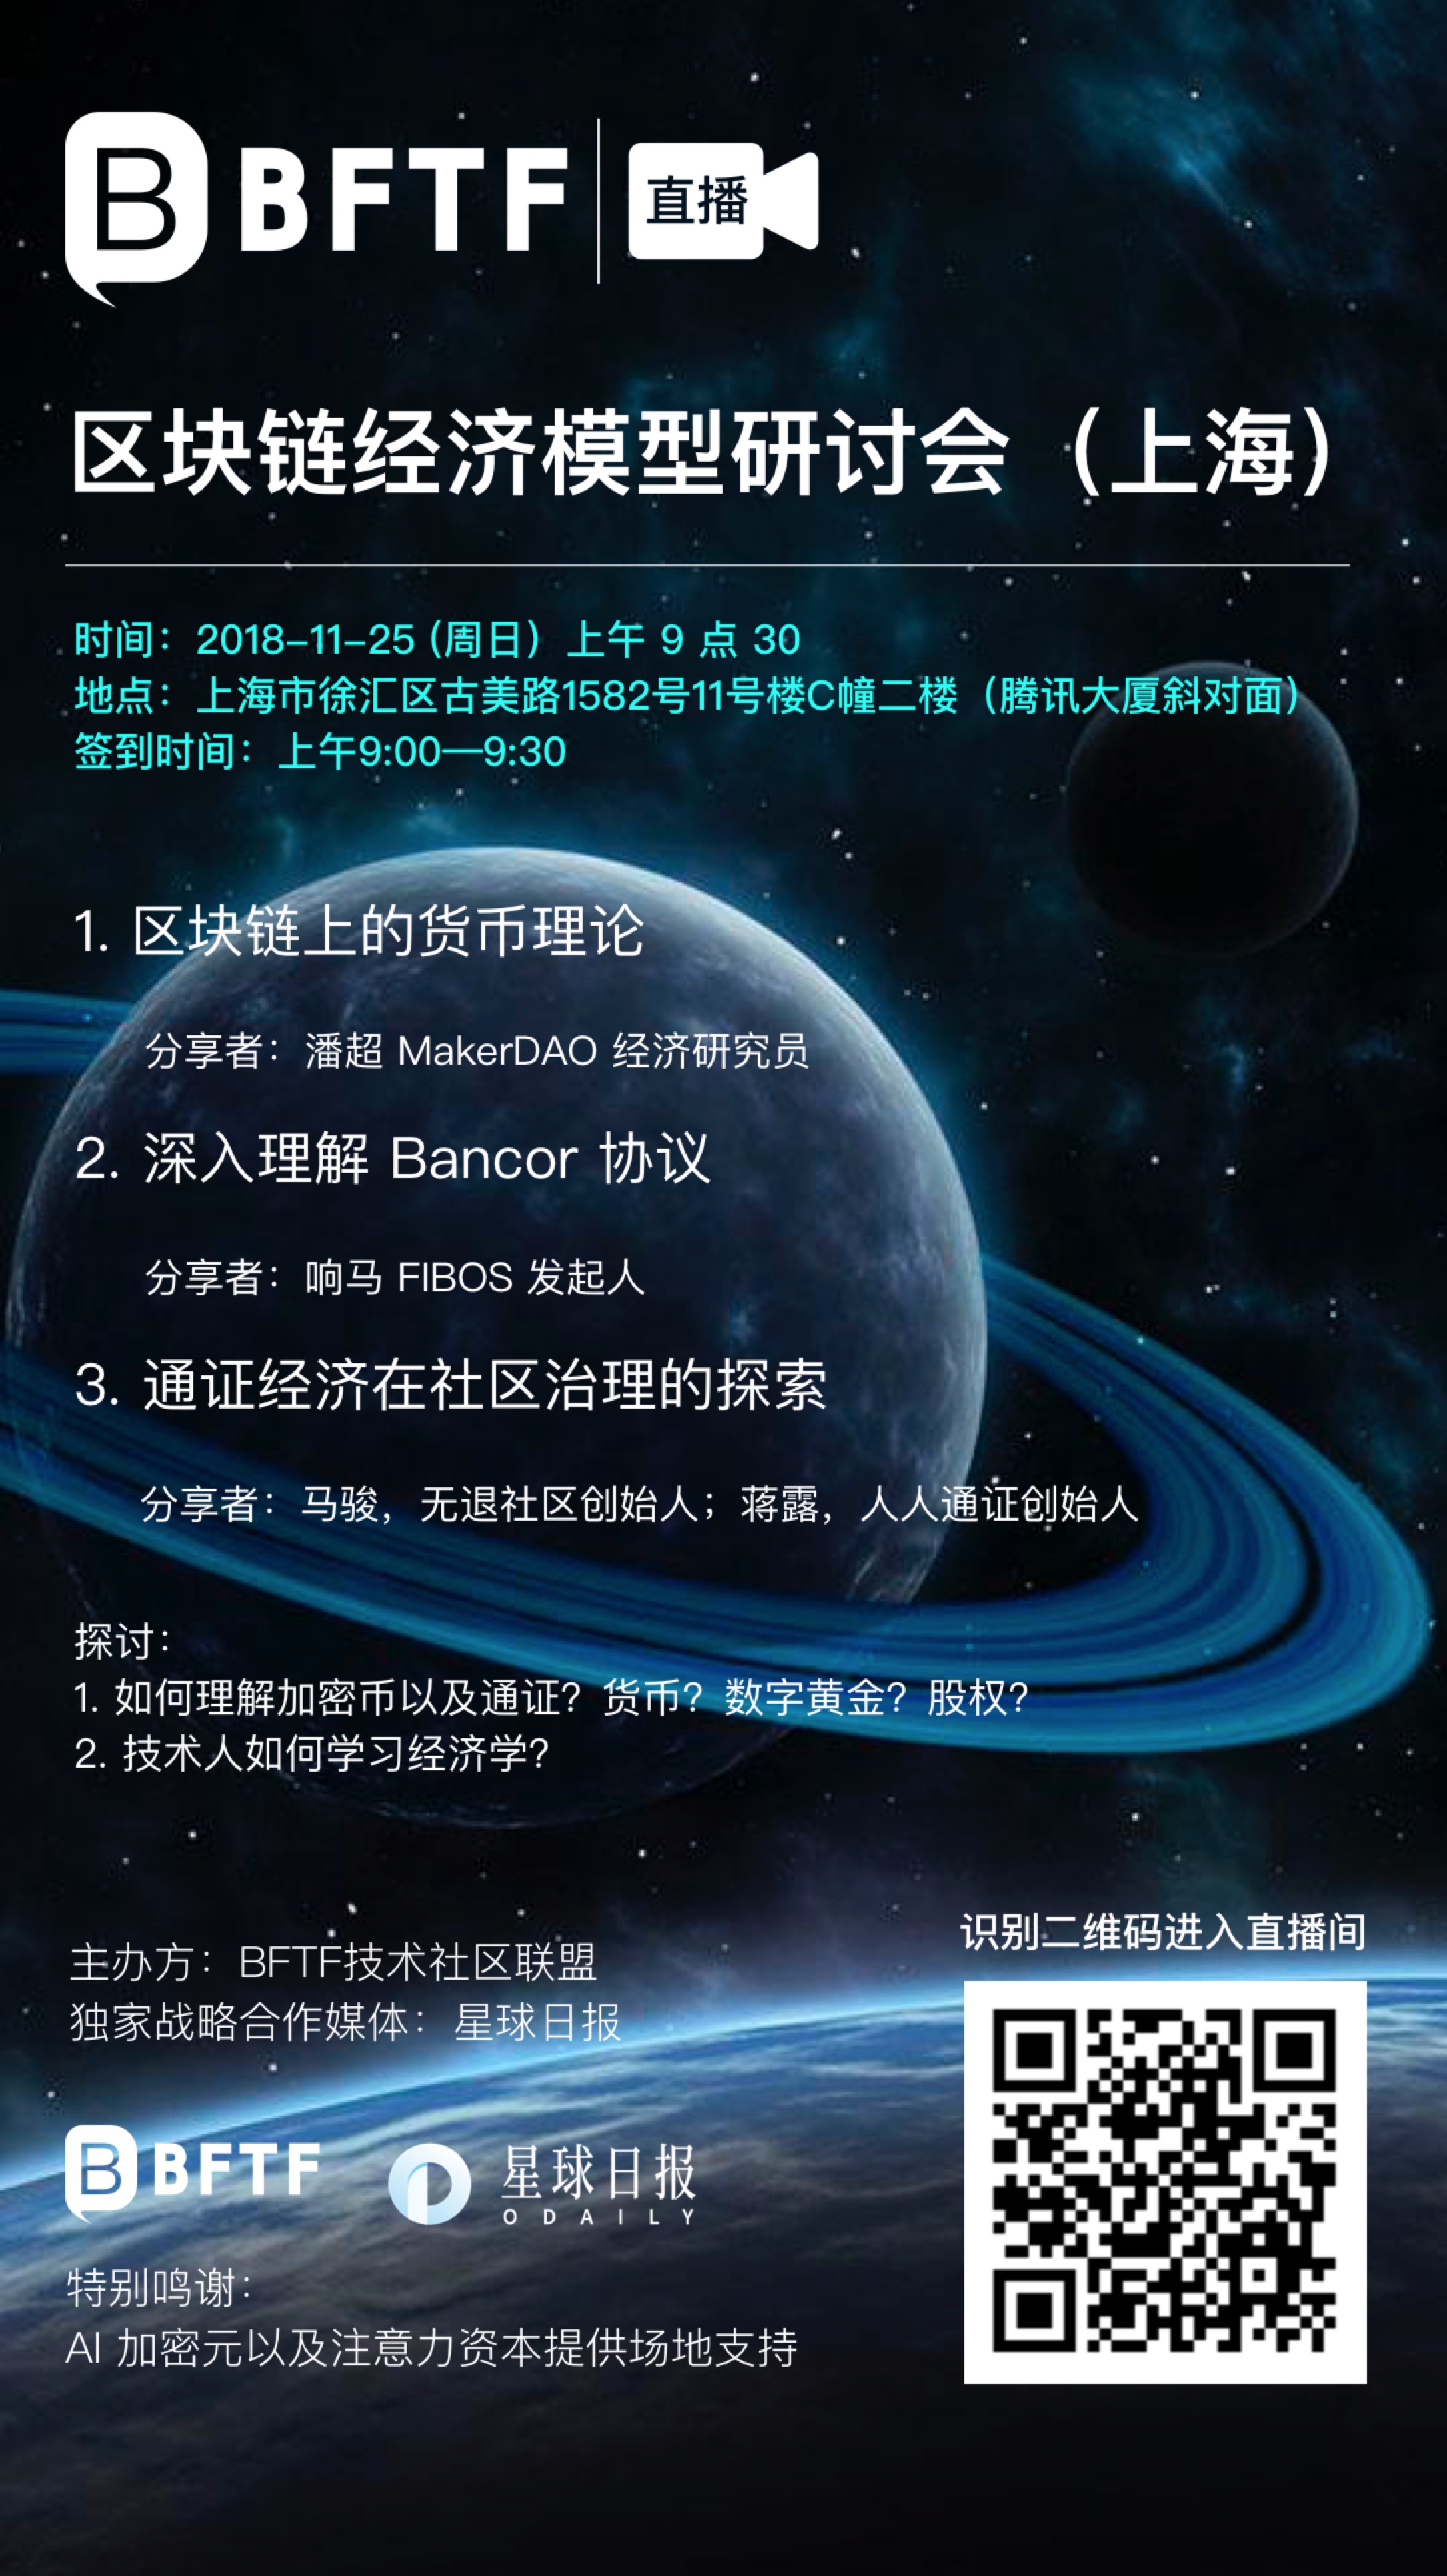 B BFTF 直播
区块链经济模型研讨会（上海）
时间：2018-11-25 (周日）上午 9 点 30
地点：上海市徐汇区古美路1582号11号楼C幢二楼（腾讯大厦斜对面）
签到时间：上午9:00—9:30
1. 区块链上的货币理论
分享者：潘超 MakerDAO 经济研究员
2. 深入理解 Bancor 协议
分享者：响马 FIBOS 发起人
3. 通证经济在社区治理的探索
分享者：马骏，无退社区创始人；蒋露，人人通证创始人
探讨：
1. 如何理解加密币以及通证？货币？数字黄金？股权？
2. 技术人如何学习经济学？
主办方：BFTF技术社区联盟
独家战略合作媒体：星球日报
识别二维码进入直播间
B BFTF 星球日报
ODAILY
特别鸣谢：
AI 加密元以及注意力资本提供场地支持